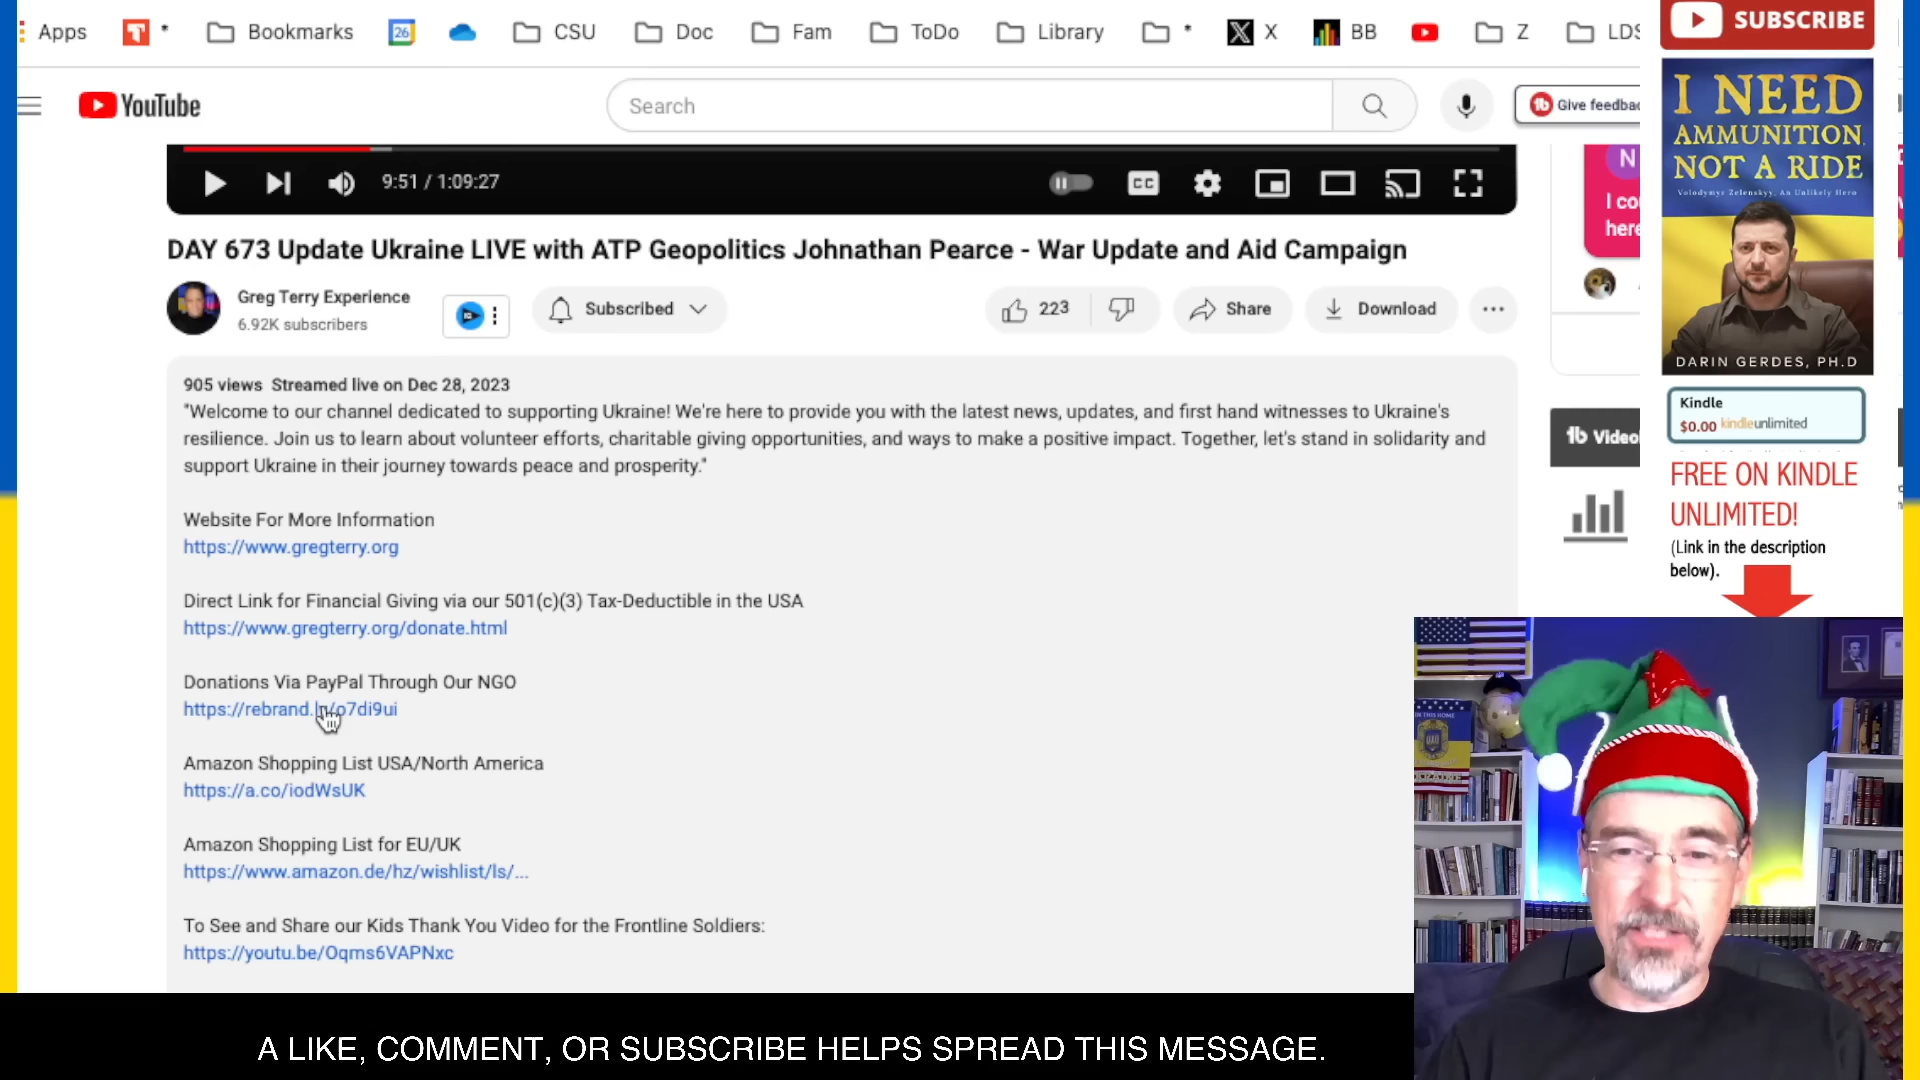 Apps
*
Bookmarks
26
CSU
Doc
Fam
ToDo
Library
*
X
BB
Z
SUBSCRIBE
YouTube
Search
Give
I NEED
AMMUNITION,
NOT A RIDE
Volodymyr Zelenskyy, An Unlikely Hero
DARIN GERDES, PH.D
N
9:51 / 1:09:27
CC
DAY 673 Update Ukraine LIVE with ATP Geopolitics Johnathan Pearce - War Update and Aid Campaign
Greg Terry Experience
6.92K subscribers
Subscribed
223
Share
Download
905 views Streamed live on Dec 28, 2023
"Welcome to our channel dedicated to supporting Ukraine! We're here to provide you with the latest news, updates, and first hand witnesses to Ukraine's
resilience. Join us to learn about volunteer efforts, charitable giving opportunities, and ways to make a positive impact. Together, let's stand in solidarity and
support Ukraine in their journey towards peace and prosperity."
Website For More Information
https://www.gregterry.org
Direct Link for Financial Giving via our 501(c)(3) Tax-Deductible in the USA
https://www.gregterry.org/donate.html
Donations Via PayPal Through Our NGO
Amazon Shopping List USA/North America
https://a.co/iodWsUK
Amazon Shopping List for EU/UK
https://www.amazon.de/hz/wishlist/ls/...
To See and Share our Kids Thank You Video for the Frontline Soldiers:
https://youtu.be/Oqms6VAPNxc
Kindle
$0.00 kindleunlimited
FREE ON KINDLE
UNLIMITED!
(Link in the description
below).
A LIKE, COMMENT, OR SUBSCRIBE HELPS SPREAD THIS MESSAGE.